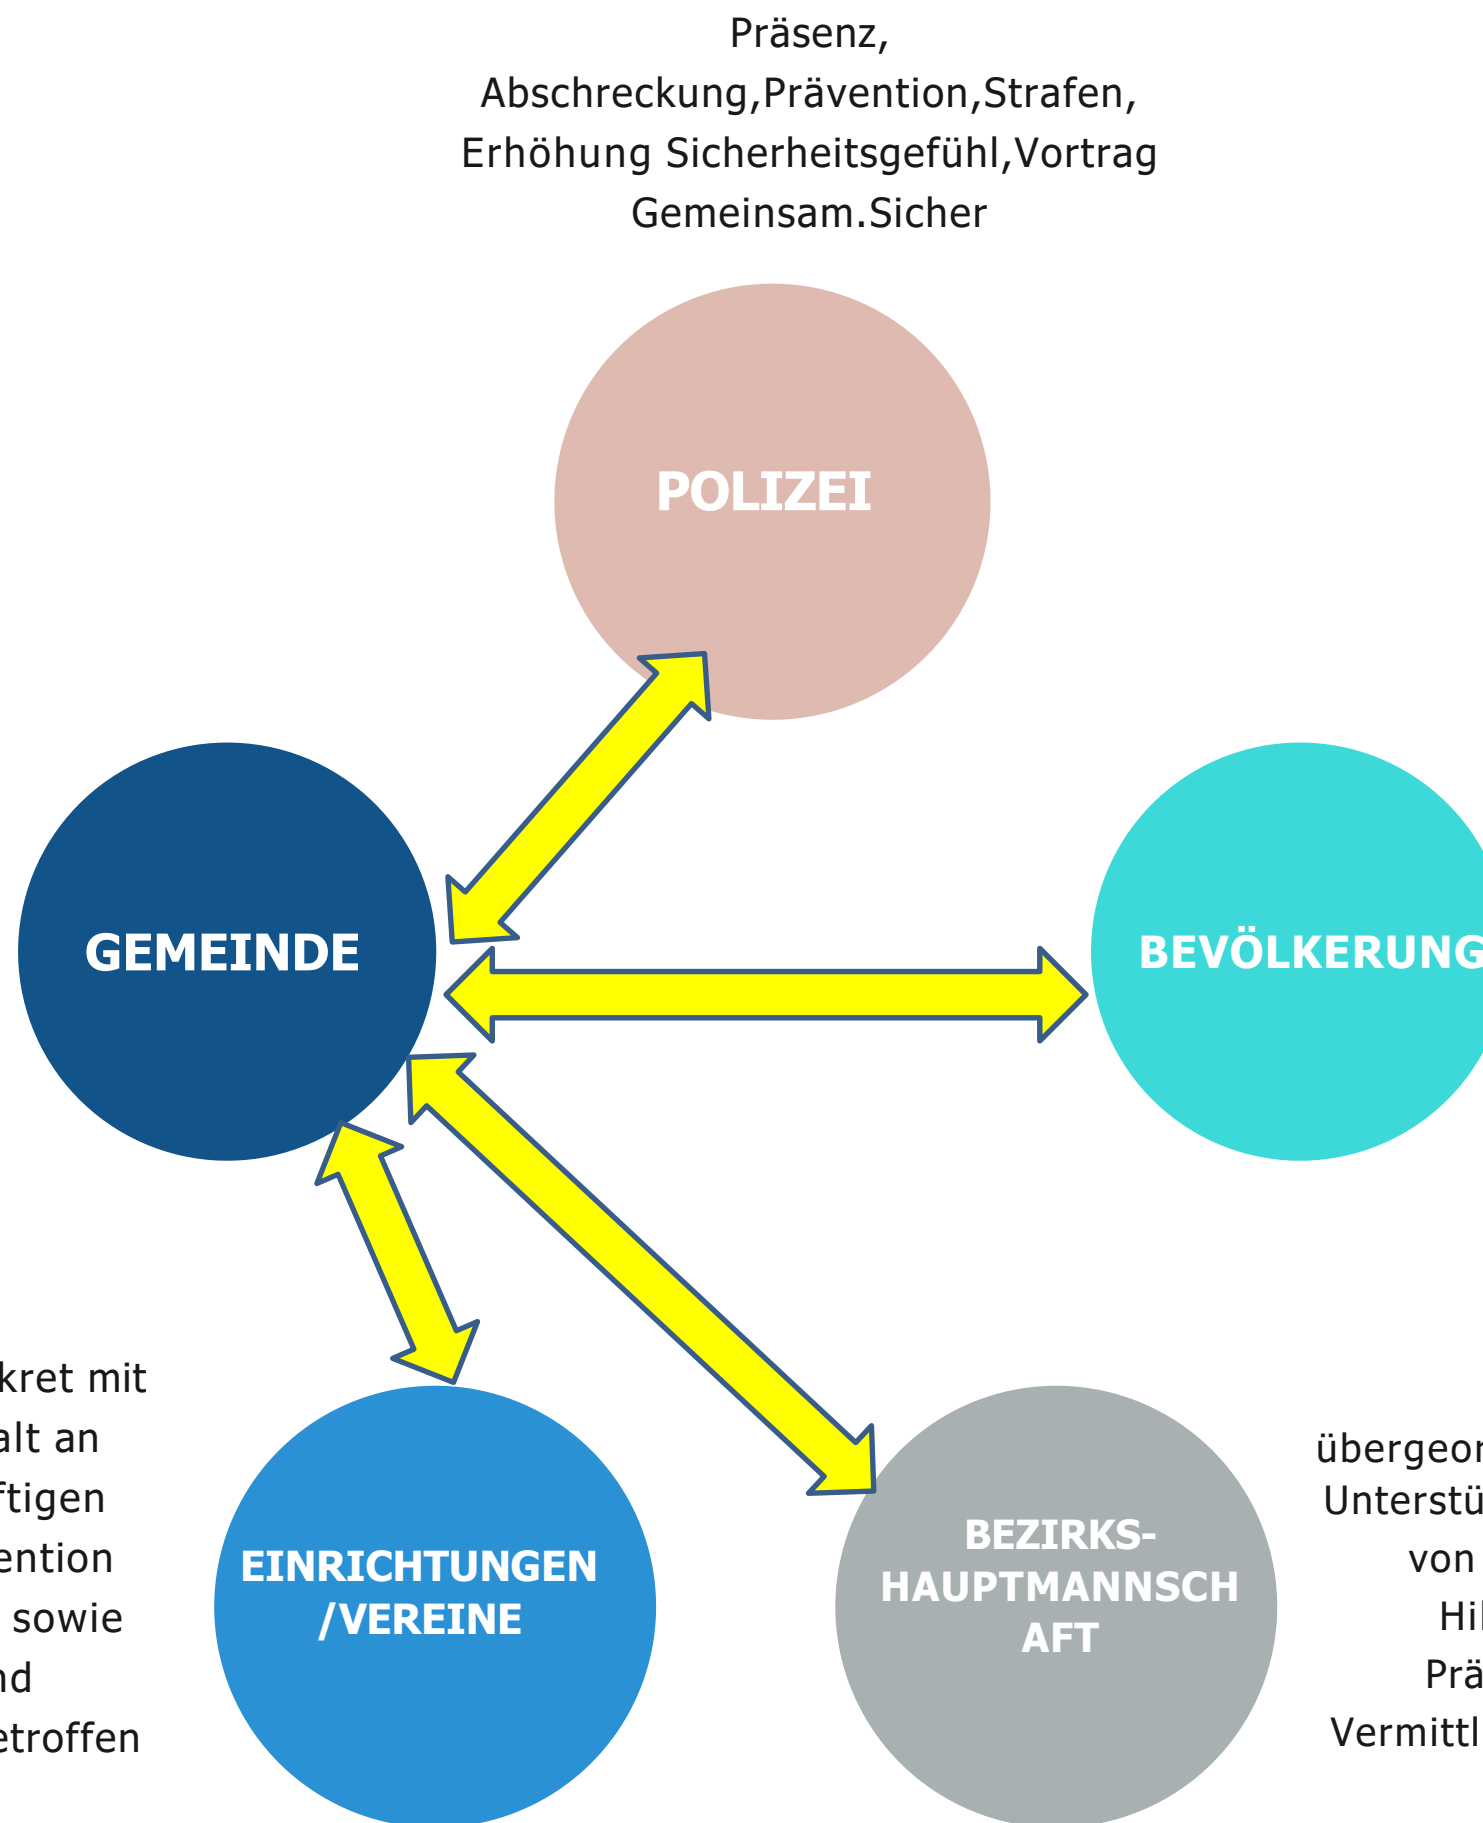 Präsenz,
Abschreckung,Prävention,Strafen,
Erhöhung Sicherheitsgefühl,Vortrag
Gemeinsam.Sicher
POLIZEI
GEMEINDE
BEVÖLKERUNG
kret mit
alt an
ftigen
ention
sowie
nd
etroffen
EINRICHTUNGEN
/VEREINE
BEZIRKS-
HAUPTMANNSCH
AFT
übergeor
Unterstü
von
Hil
Prä
Vermittl